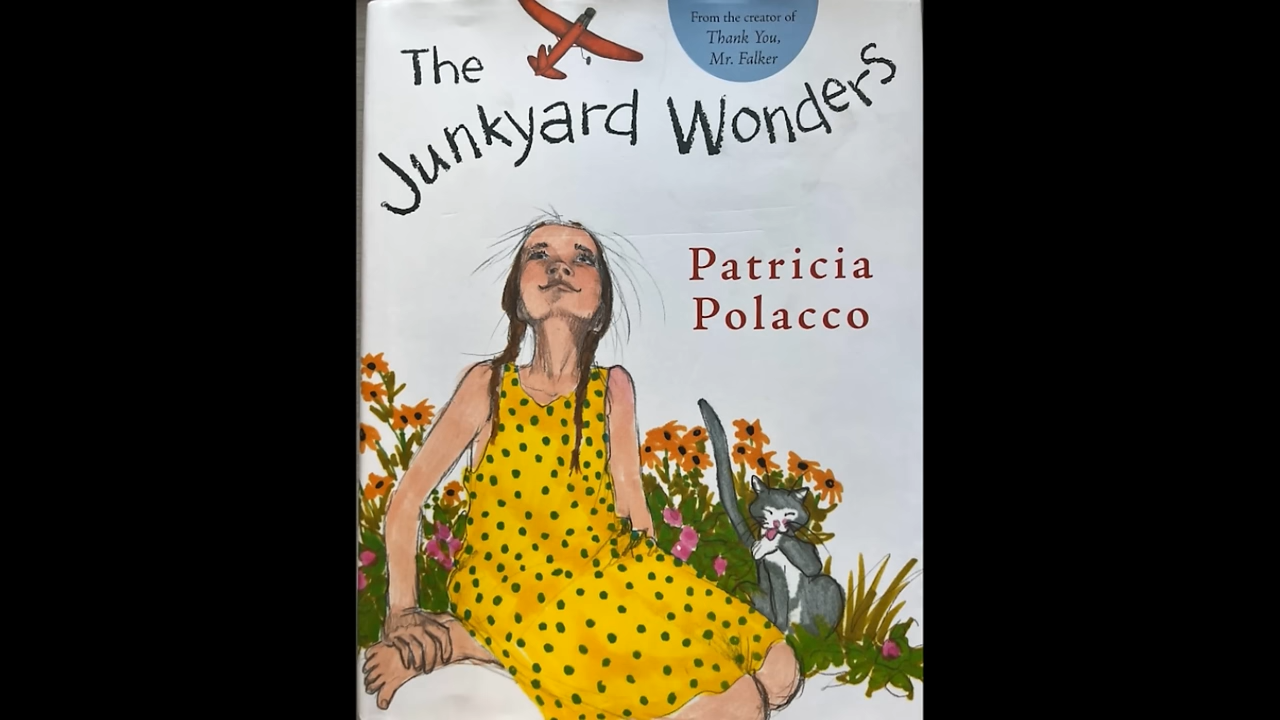 From the creator of
Thank You,
Mr. Falker
The
Junkyard Wonders
Patricia
Polacco